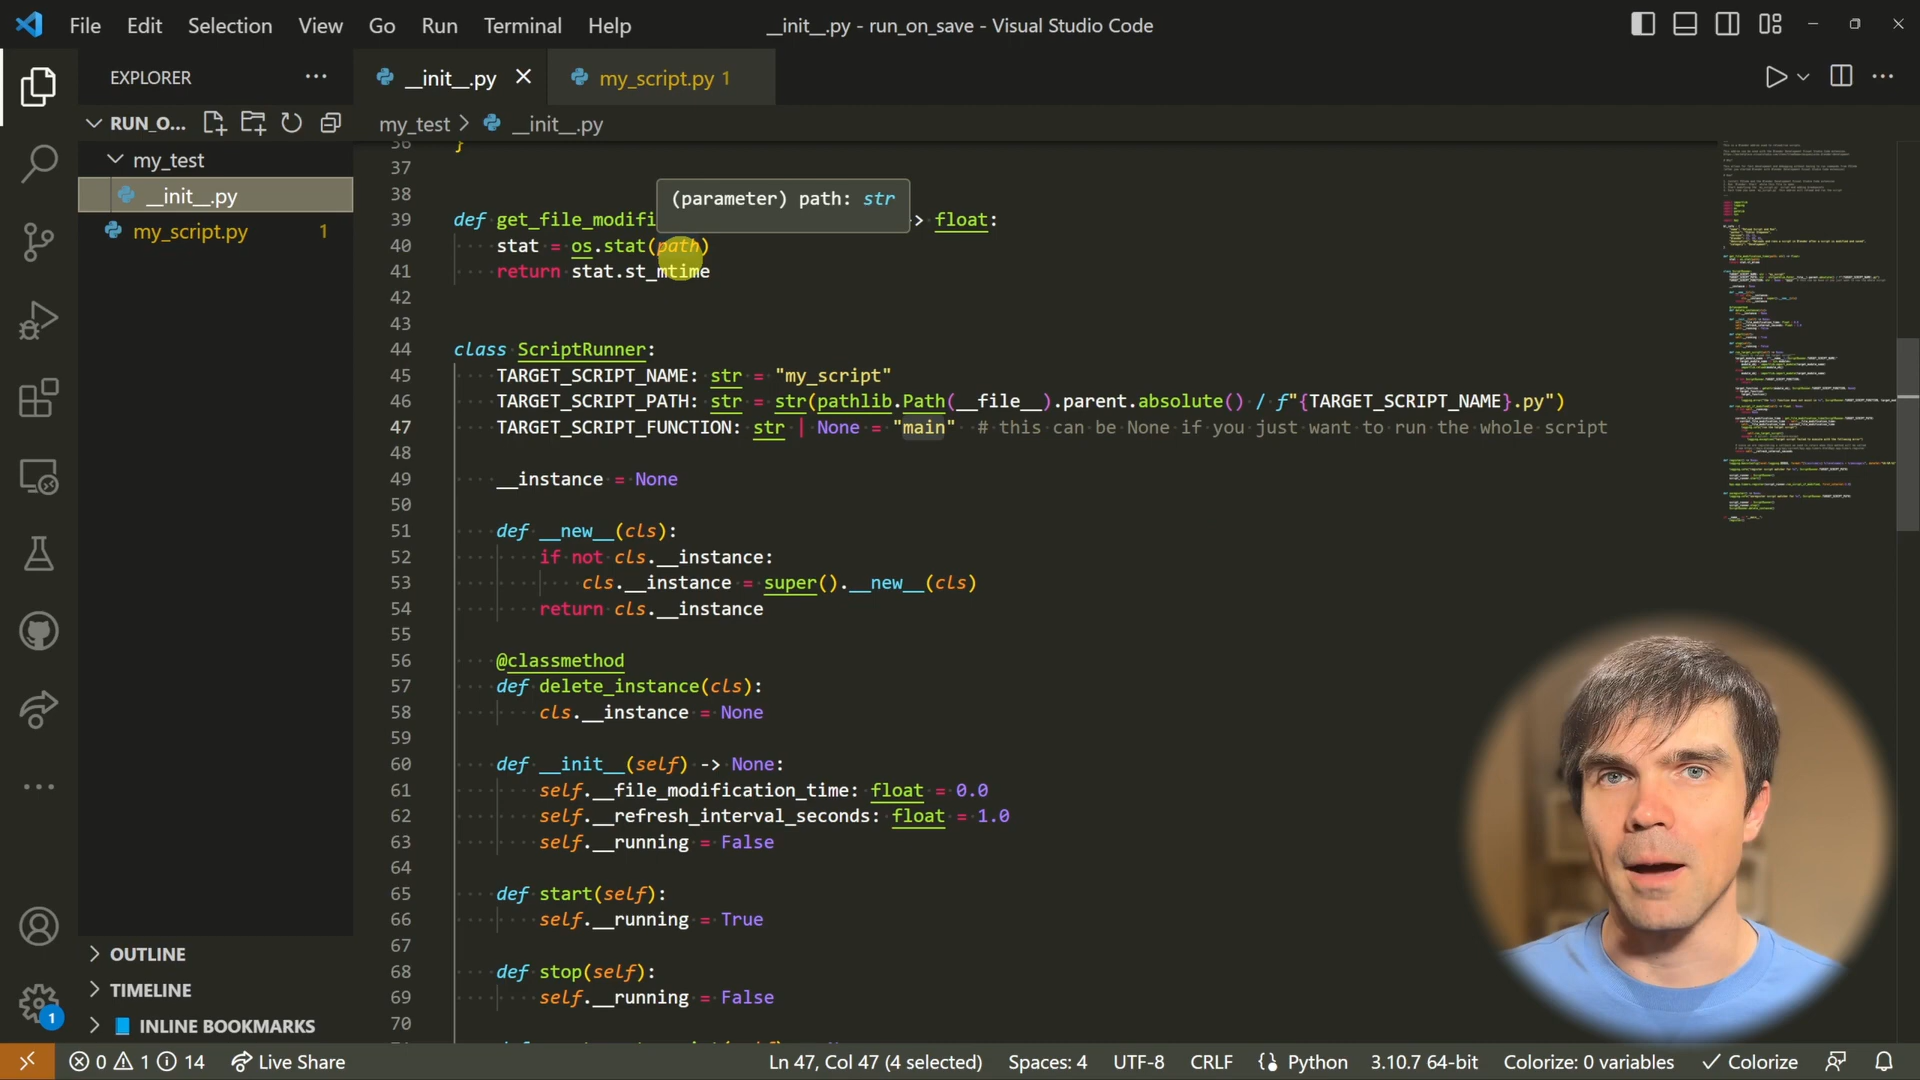 File Edit Selection View Go Run Terminal Help
__init__.py - run_on_save - Visual Studio Code
EXPLORER
__init__.py
my_script.py 1
RUN_O...
my_test > __init__.py
my_test
__init__.py
my_script.py 1
OUTLINE
TIMELINE
INLINE BOOKMARKS
36 }
37
38
(parameter) path: str
39 def get_file_modifi > float:
40 stat = os.stat(path)
41 return stat.st_mtime
42
43
44 class ScriptRunner:
45 TARGET_SCRIPT_NAME: str = "my_script"
46 TARGET_SCRIPT_PATH: str = str(pathlib.Path(__file__).parent.absolute() / f"{TARGET_SCRIPT_NAME}.py")
47 TARGET_SCRIPT_FUNCTION: str | None = "main" # this can be None if you just want to run the whole script
48
49 __instance = None
50
51 def __new__(cls):
52 if not cls.__instance:
53 cls.__instance = super().__new__(cls)
54 return cls.__instance
55
56 @classmethod
57 def delete_instance(cls):
58 cls.__instance = None
59
60 def __init__(self) -> None:
61 self.__file_modification_time: float = 0.0
62 self.__refresh_interval_seconds: float = 1.0
63 self.__running = False
64
65 def start(self):
66 self.__running = True
67
68 def stop(self):
69 self.__running = False
70
1
0 1 14 Live Share
Ln 47, Col 47 (4 selected) Spaces: 4 UTF-8 CRLF Python 3.10.7 64-bit Colorize: 0 variables Colorize